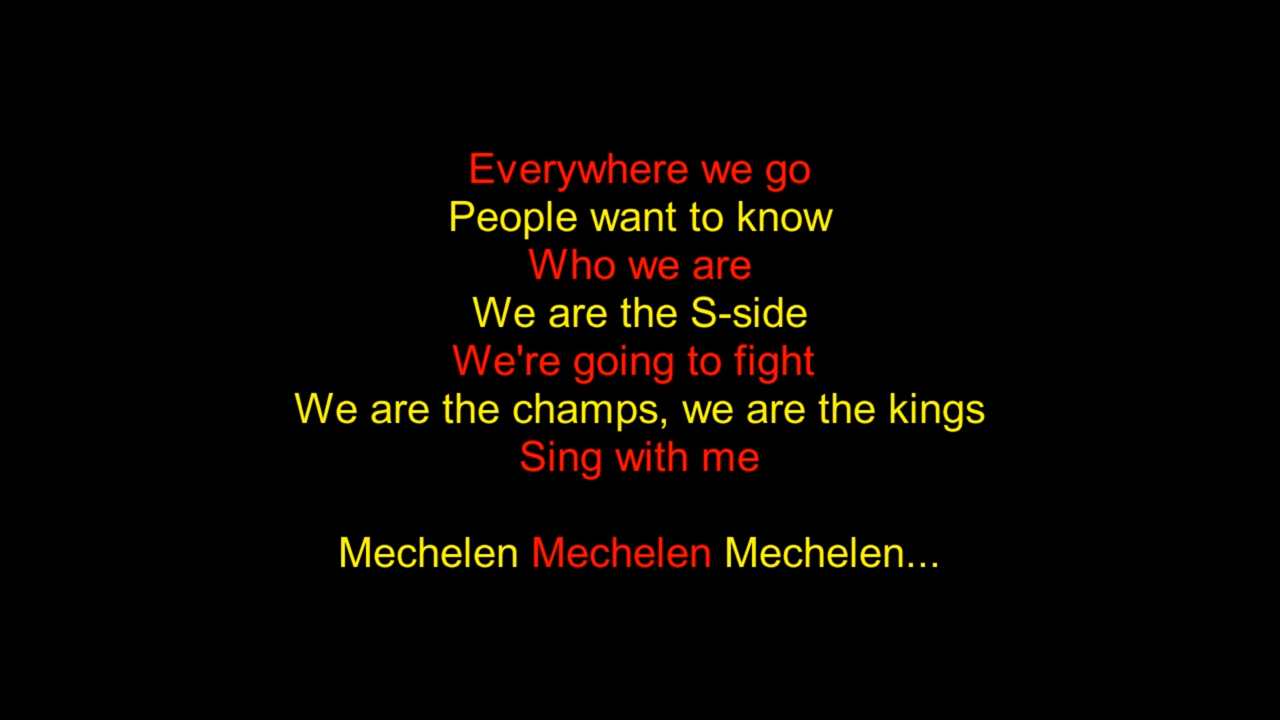 Everywhere we go
People want to know
Who we are
We are the S-side
We're going to fight
We are the champs, we are the kings
Sing with me
Mechelen Mechelen Mechelen...